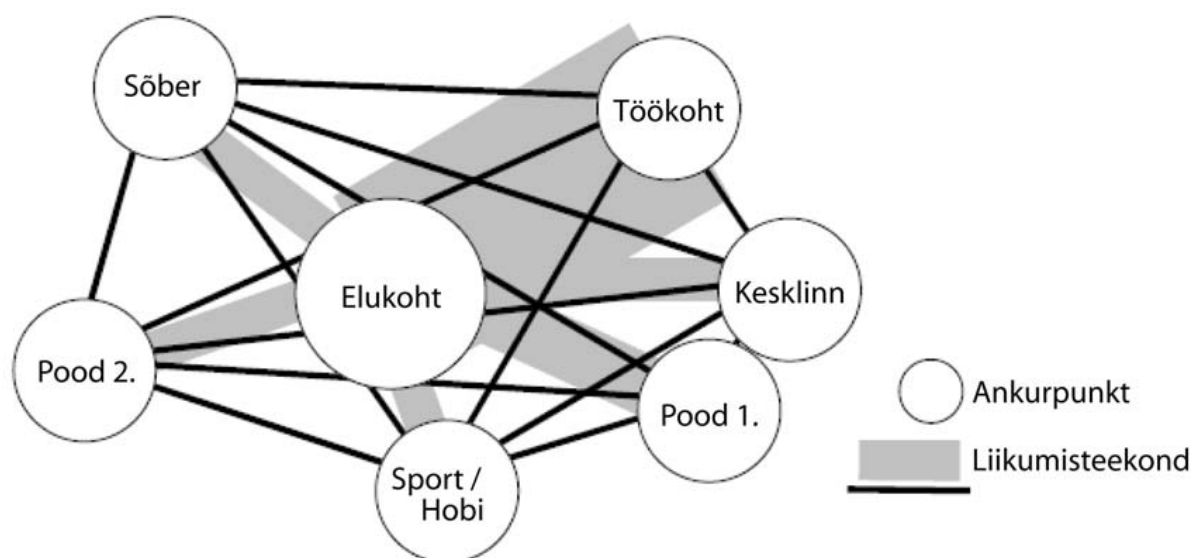 Sõber
Töökoht
Elukoht
Kesklinn
Pood 2.
Pood 1.
Sport /
Hobi
Ankurpunkt
Liikumisteekond